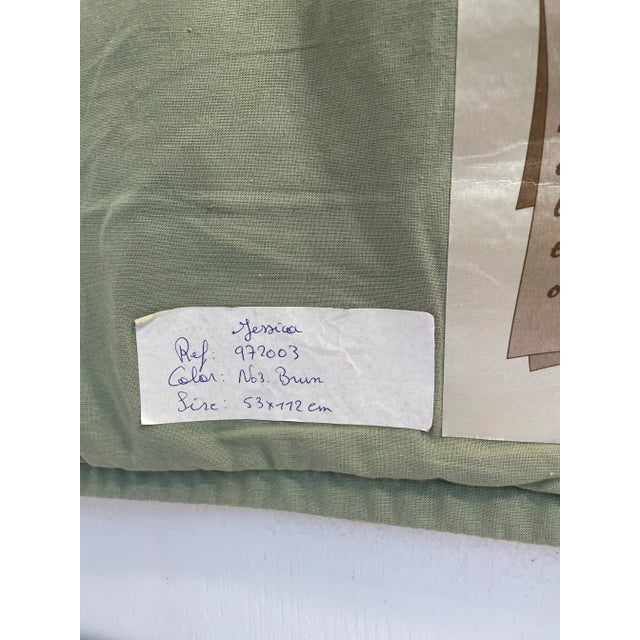 Jessica
Ref: 972003
Color: No3. Brun
Size: 53x112 cm